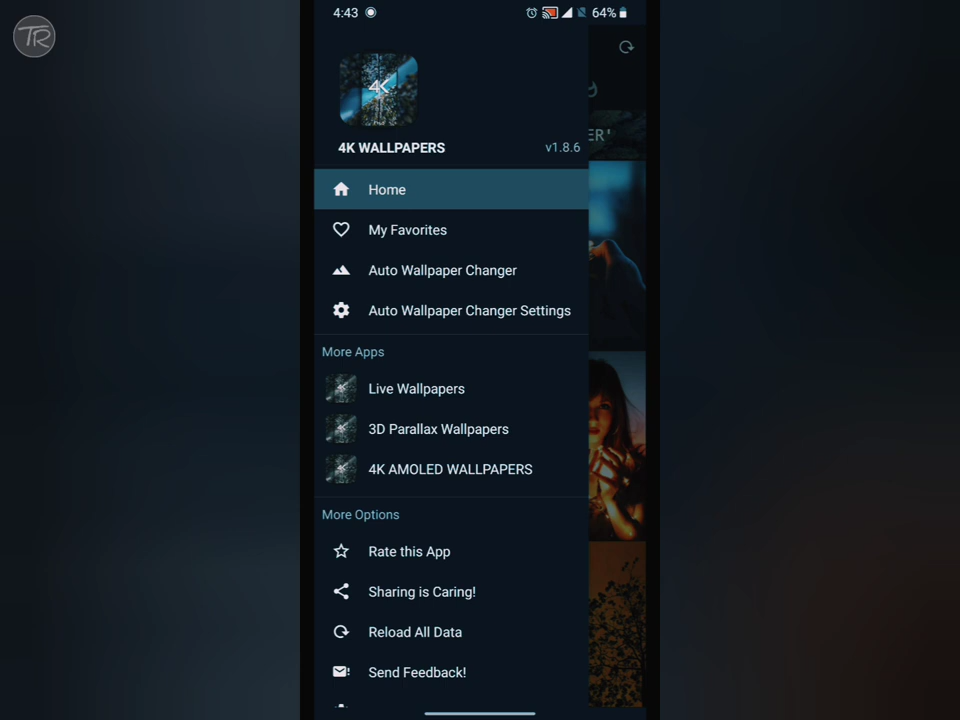 TR
4:43
64%
4K
4K WALLPAPERS
v1.8.6
ER!
Home
My Favorites
Auto Wallpaper Changer
Auto Wallpaper Changer Settings
More Apps
Live Wallpapers
3D Parallax Wallpapers
4K AMOLED WALLPAPERS
More Options
Rate this App
Sharing is Caring!
Reload All Data
Send Feedback!